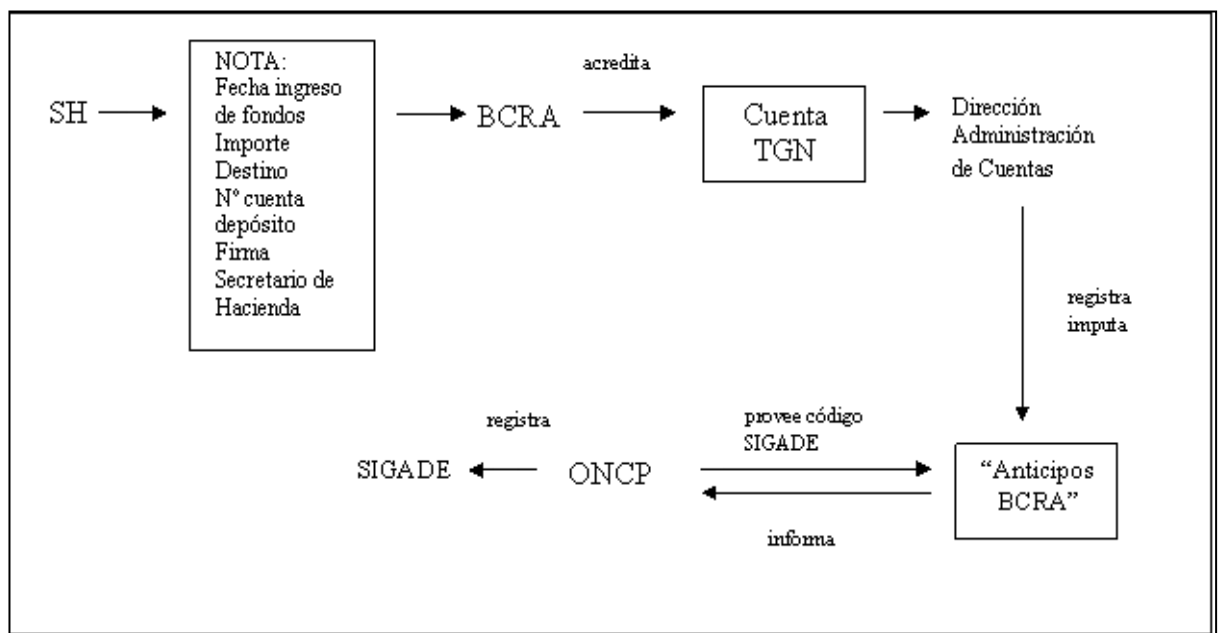 NOTA:
Fecha ingreso
de fondos
Importe
Destino
Nº cuenta
depósito
Firma
Secretario de
Hacienda
SH
acredita
BCRA
Cuenta
TGN
Dirección
Administración
de Cuentas
registra
imputa
registra
provee código
SIGADE
SIGADE
ONCP
“Anticipos
BCRA”
informa